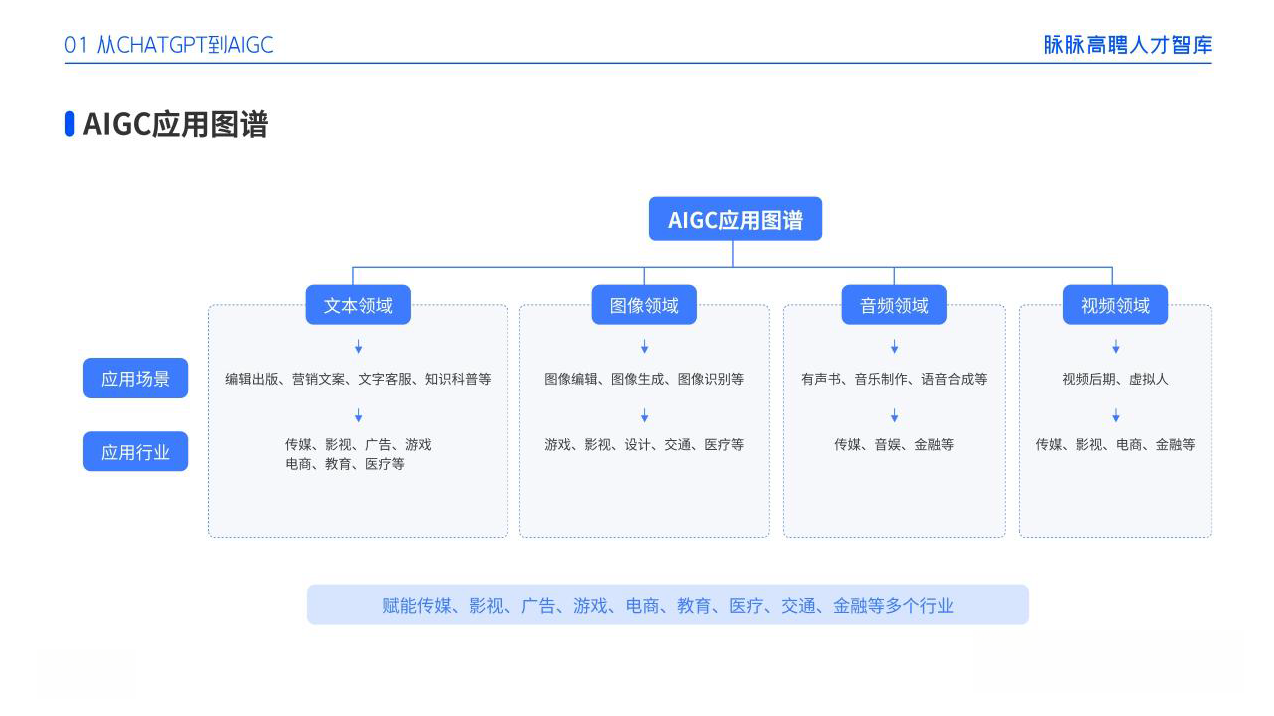 01 从CHATGPT到AIGC
脉脉高聘人才智库
AIGC应用图谱
AIGC应用图谱
文本领域
图像领域
音频领域
视频领域
应用场景
编辑出版、营销文案、文字客服、知识科普等
图像编辑、图像生成、图像识别等
有声书、音乐制作、语音合成等
视频后期、虚拟人
应用行业
传媒、影视、广告、游戏
电商、教育、医疗等
游戏、影视、设计、交通、医疗等
传媒、音娱、金融等
传媒、影视、电商、金融等
赋能传媒、影视、广告、游戏、电商、教育、医疗、交通、金融等多个行业